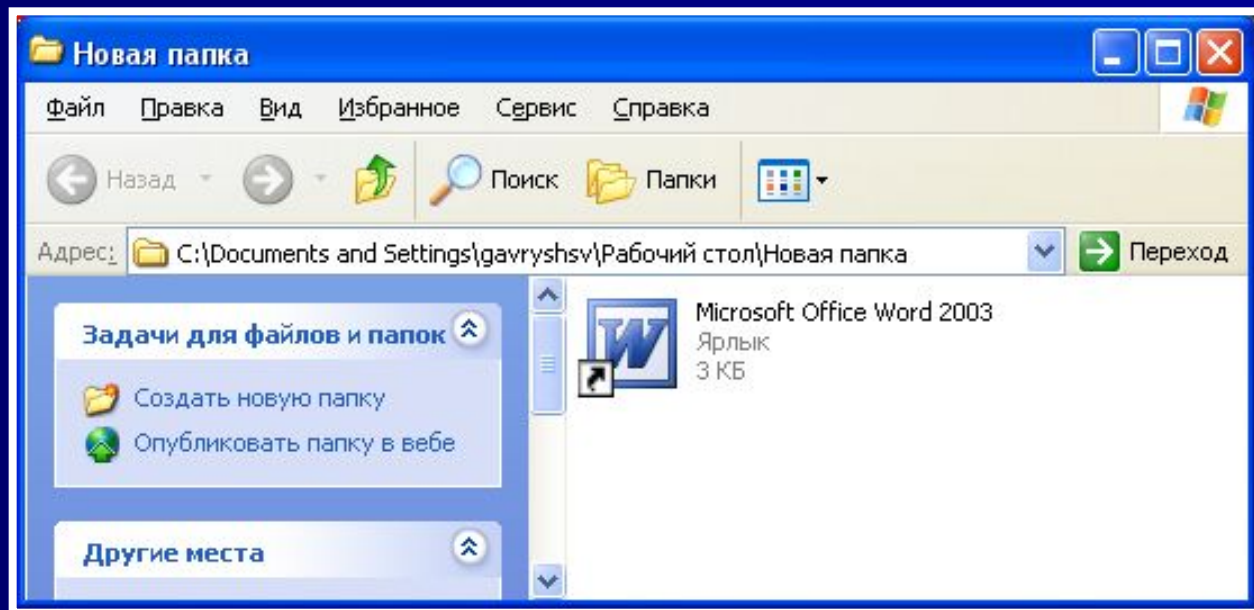 Новая папка
Файл Правка Вид Избранное Сервис Справка
Назад Поиск Папки
Адрес: C:\Documents and Settings\gavryshsv\Рабочий стол\Новая папка Переход
Задачи для файлов и папок
Создать новую папку
Опубликовать папку в вебе
Другие места
Microsoft Office Word 2003
Ярлык
3 КБ